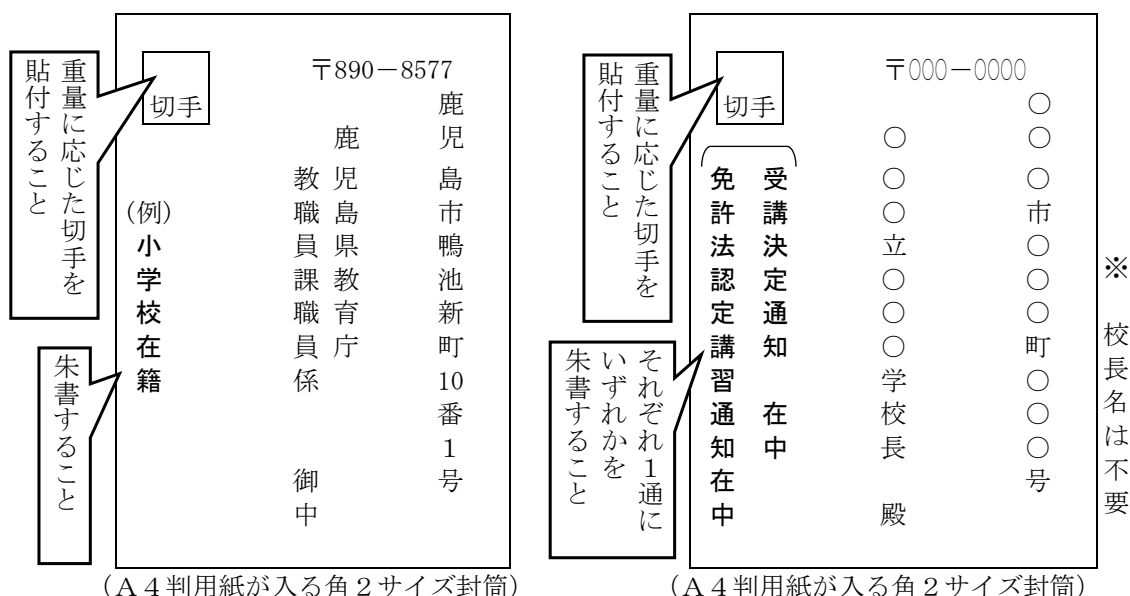 〒890－8577
鹿児島市鴨池新町10番1号
鹿児島県教育庁
教職員課職員係　御中
切手
重量に応じた切手を
貼付すること
（例）小学校在籍
朱書すること
（Ａ４判用紙が入る角２サイズ封筒）
〒000－0000
○○○市○○○町○○○号
○○○立○○○学校長　殿
切手
重量に応じた切手を
貼付すること
受講決定通知　在中
免許法認定講習通知在中
それぞれ１通に
いずれかを
朱書すること
（Ａ４判用紙が入る角２サイズ封筒）
※　校長名は不要